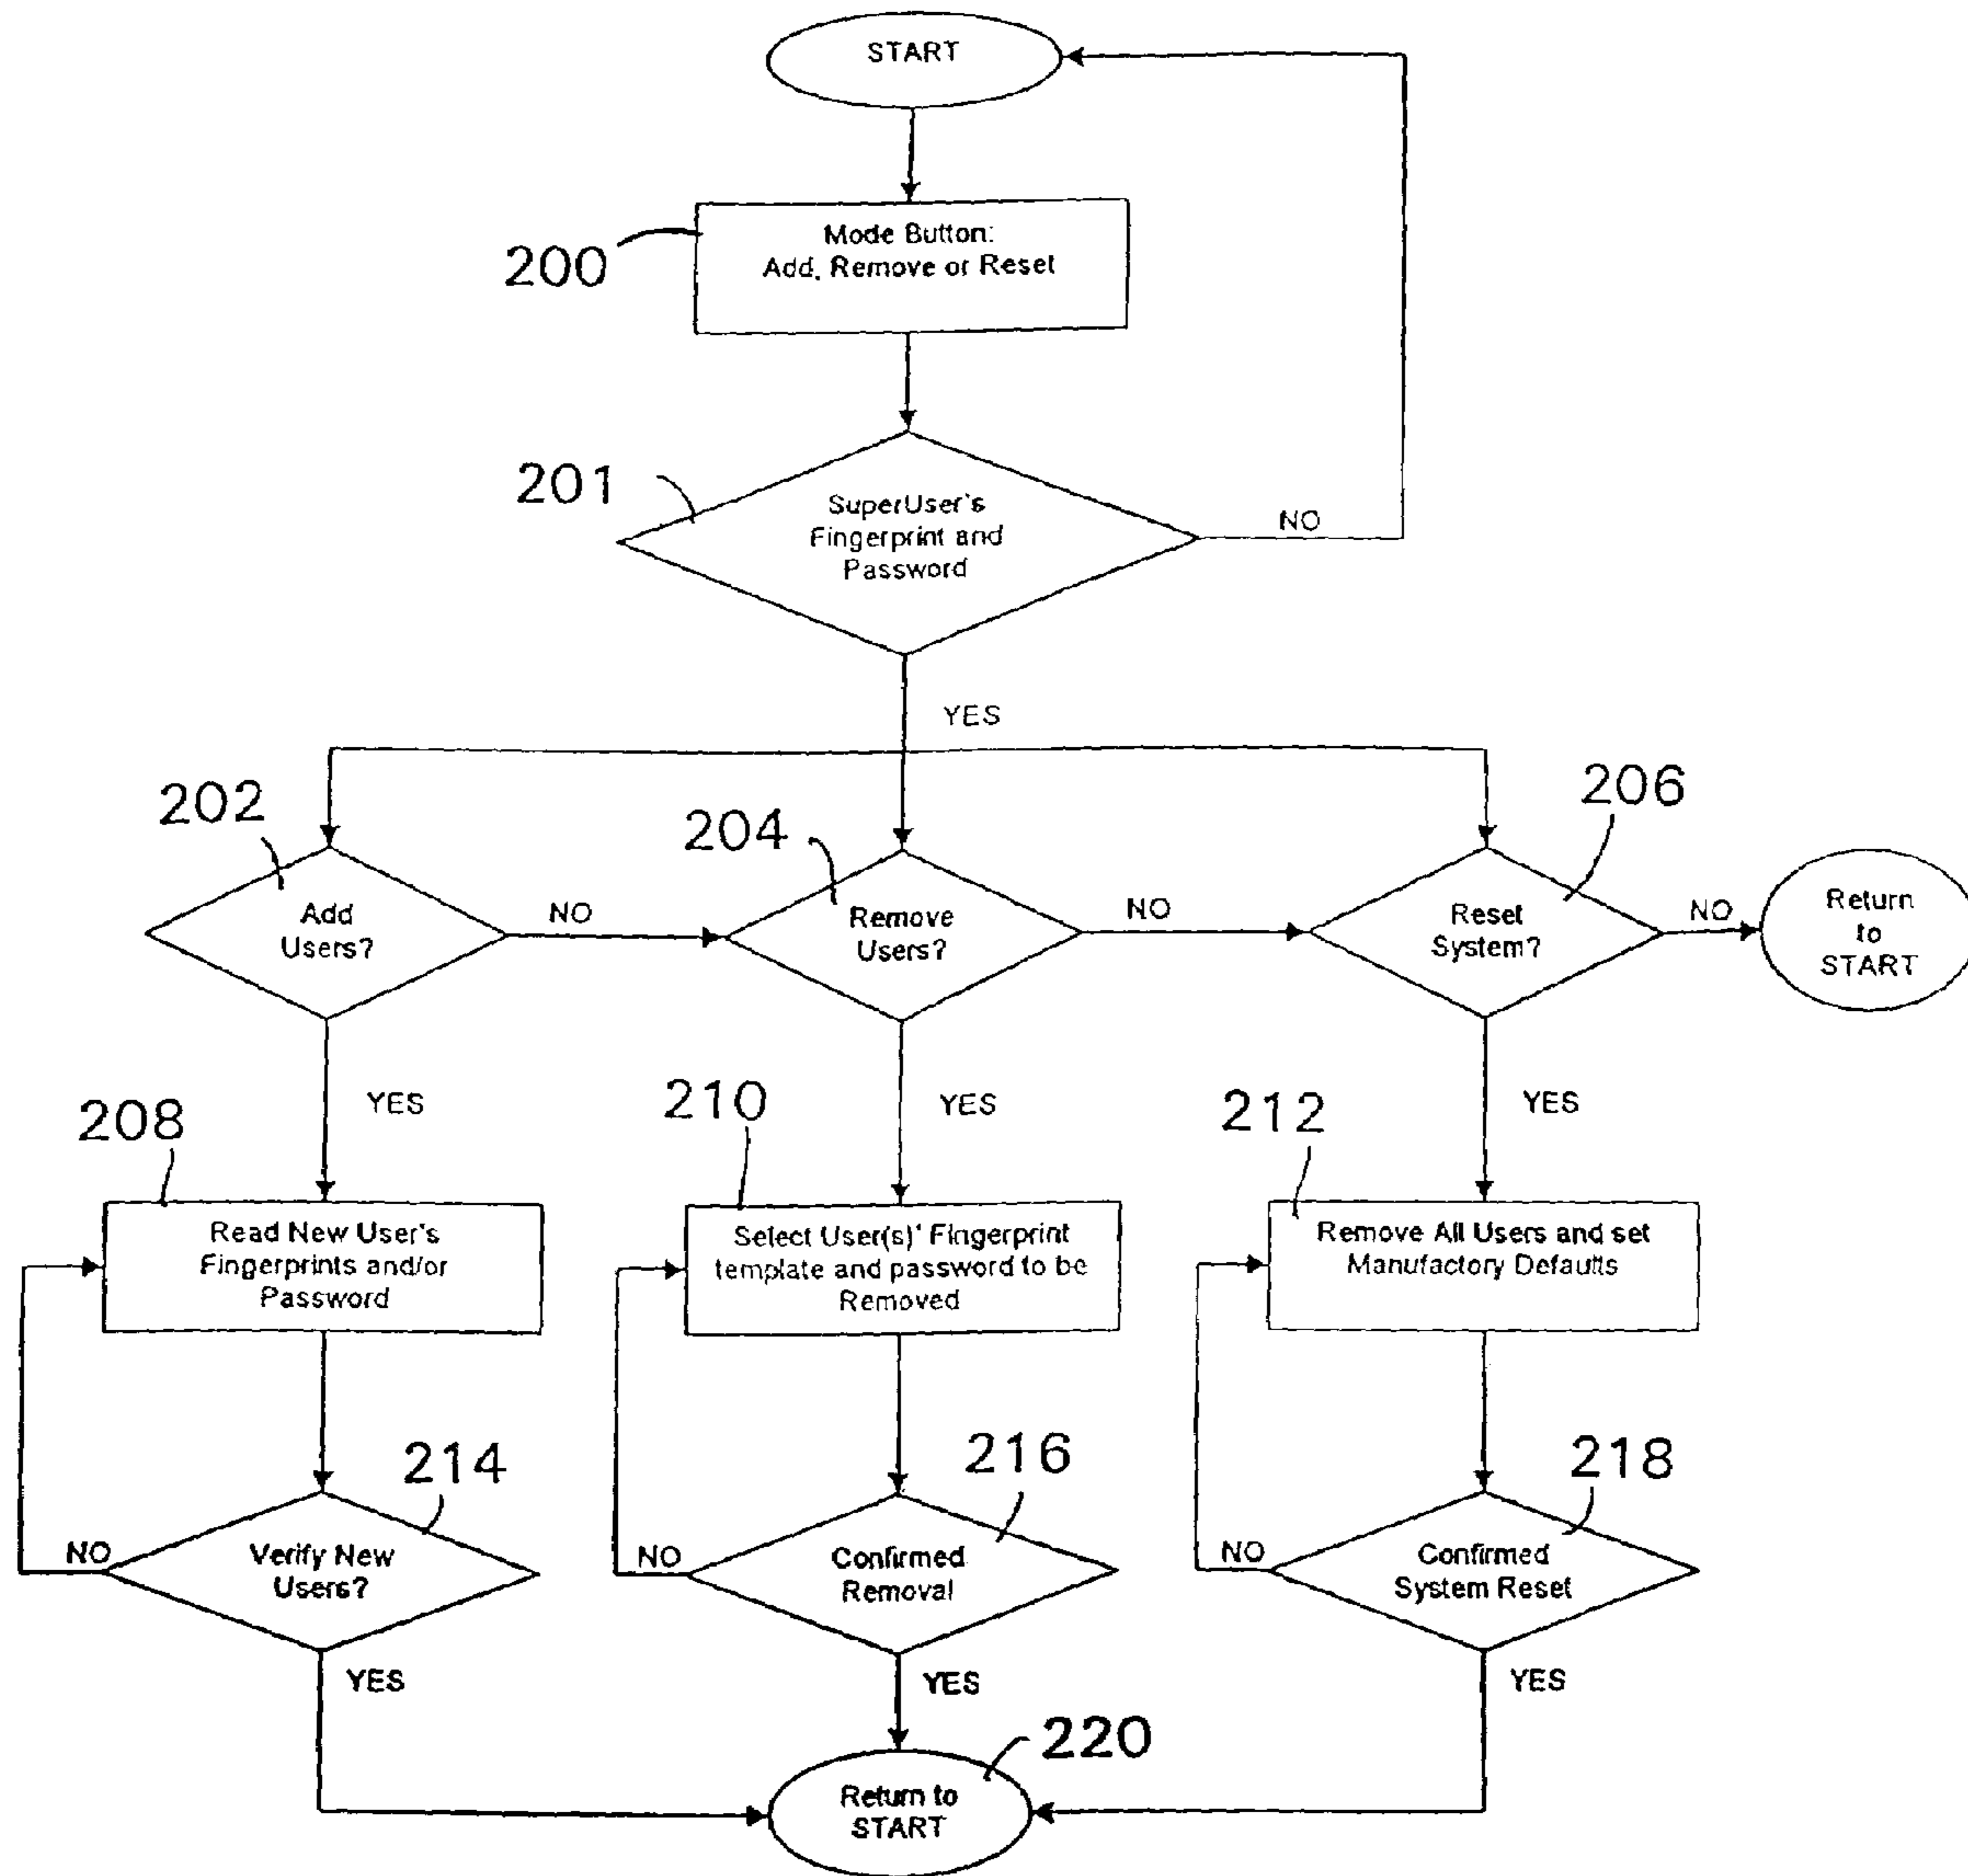 START
200
Mode Button:
Add, Remove or Reset
201
SuperUser's
Fingerprint and
Password
NO
YES
202
204
206
Add
Users?
NO
Remove
Users?
NO
Reset
System?
NO
Return
to
START
YES
YES
YES
208
210
212
Read New User's
Fingerprints and/or
Password
Select User(s)' Fingerprint
template and password to be
Removed
Remove All Users and set
Manufactory Defaults
214
216
218
NO
Verify New
Users?
NO
Confirmed
Removal
NO
Confirmed
System Reset
YES
YES
YES
220
Return to
START